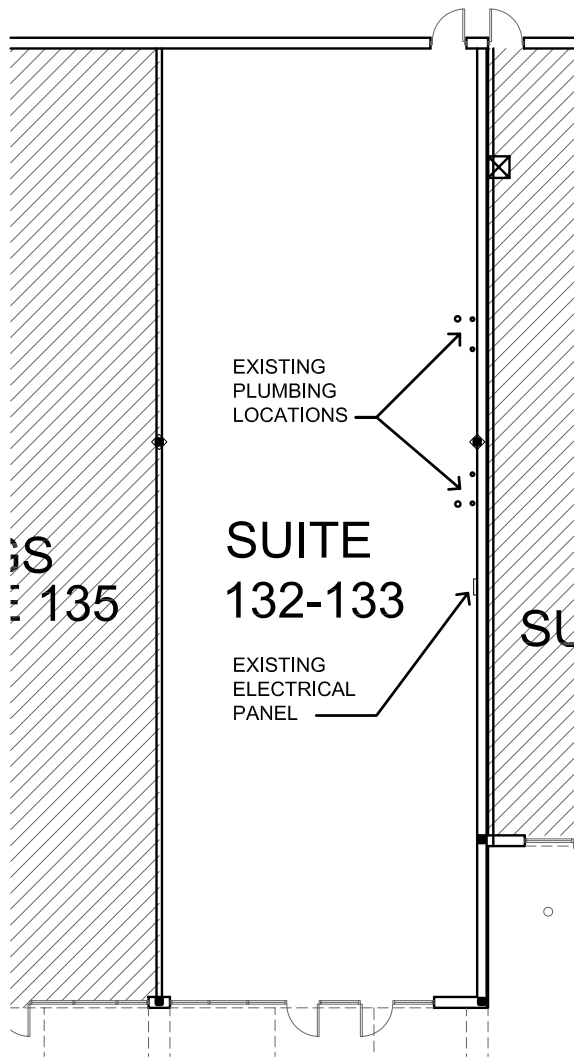 EXISTING
PLUMBING
LOCATIONS
SUITE
132-133
135
EXISTING
ELECTRICAL
PANEL